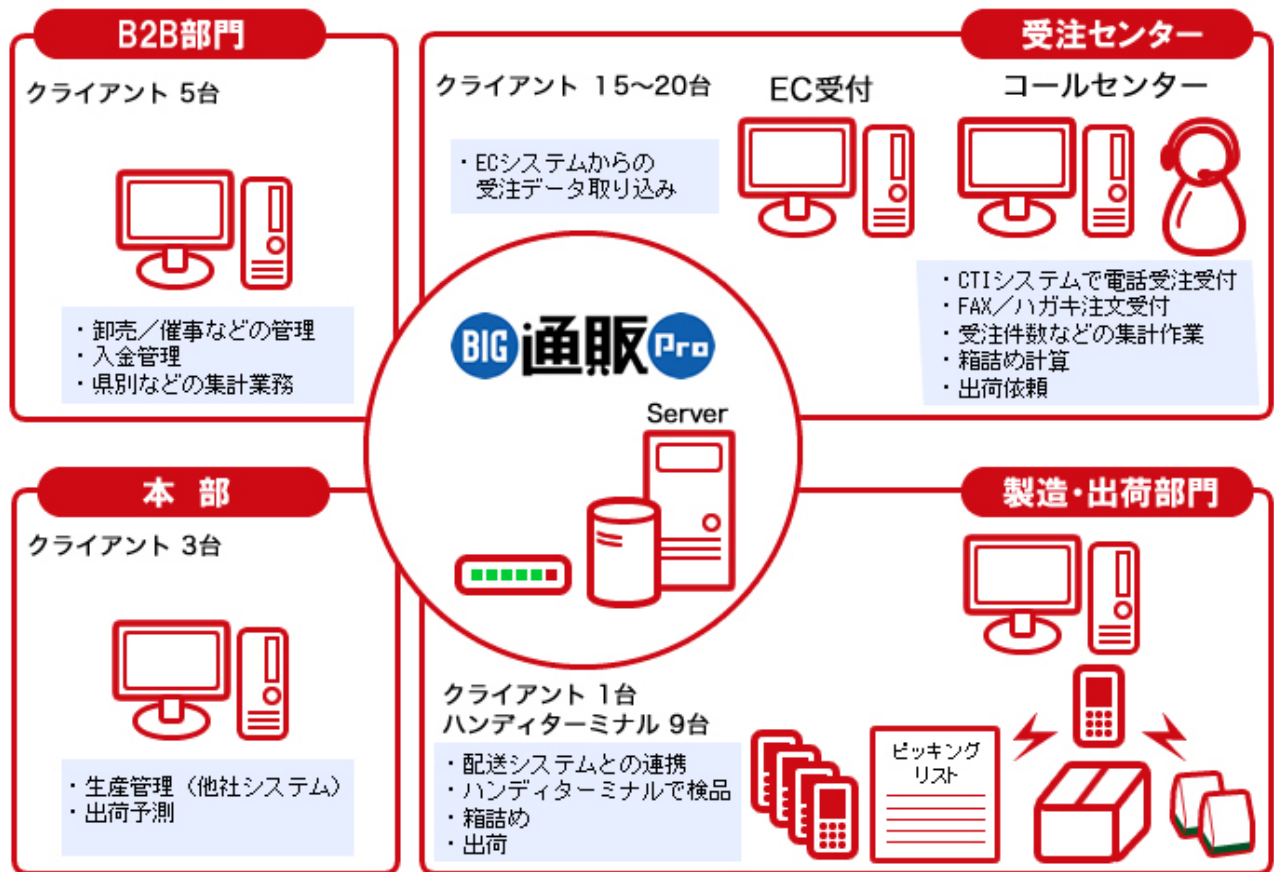 B2B部門
クライアント 5台
・卸売／催事などの管理
・入金管理
・県別などの集計業務
受注センター
クライアント 15〜20台
EC受付
コールセンター
・ECシステムからの
受注データ取り込み
・CTIシステムで電話受注受付
・FAX／ハガキ注文受付
・受注件数などの集計作業
・箱詰め計算
・出荷依頼
BIG通販Pro
Server
本部
クライアント 3台
・生産管理（他社システム）
・出荷予測
製造・出荷部門
クライアント 1台
ハンディターミナル 9台
・配送システムとの連携
・ハンディターミナルで検品
・箱詰め
・出荷
ピッキング
リスト